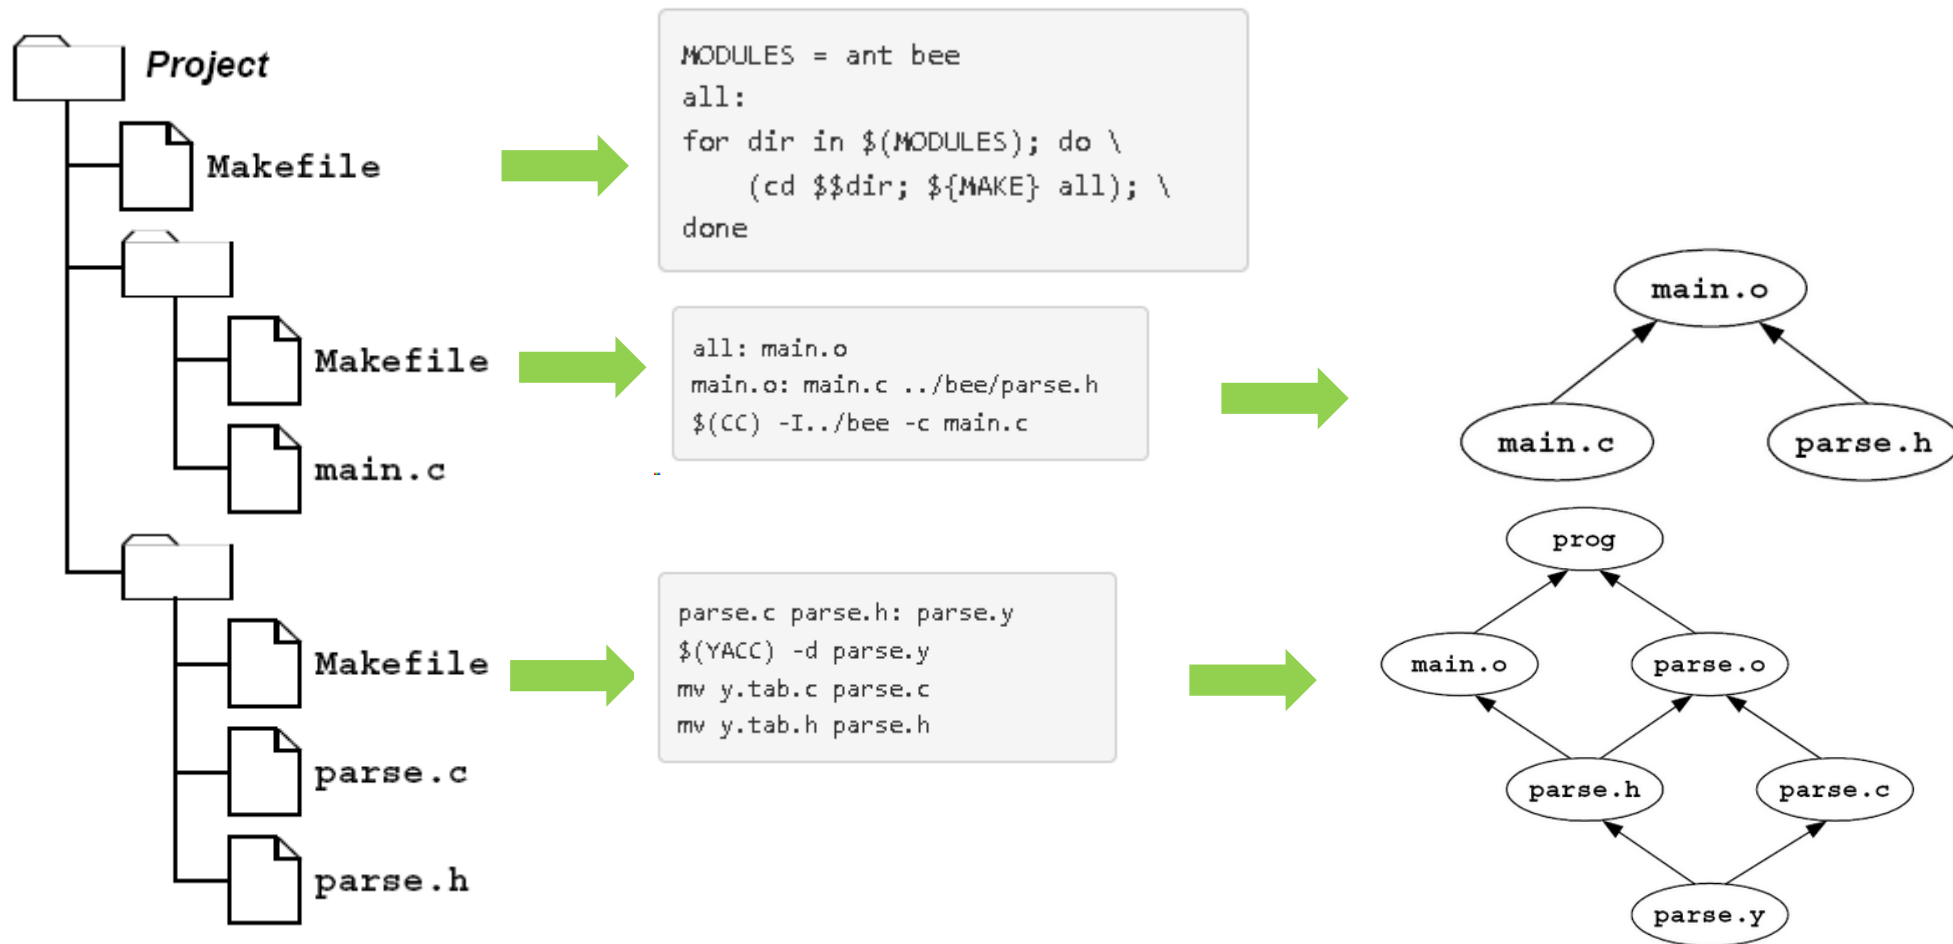 Project
Makefile
Makefile
main.c
Makefile
parse.c
parse.h
MODULES = ant bee
all:
for dir in $(MODULES); do \
    (cd $$dir; ${MAKE} all); \
done
all: main.o
main.o: main.c ../bee/parse.h
$(CC) -I../bee -c main.c
parse.c parse.h: parse.y
$(YACC) -d parse.y
mv y.tab.c parse.c
mv y.tab.h parse.h
main.o
main.c parse.h
prog
main.o parse.o
parse.h parse.c
parse.y